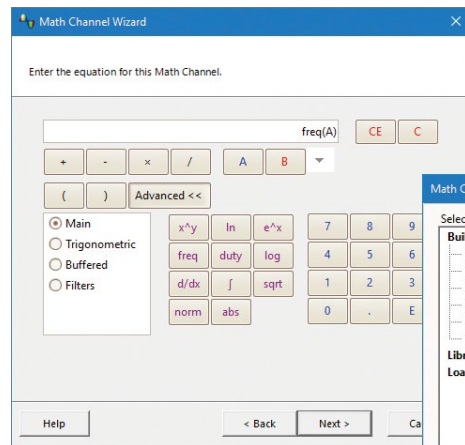 Math Channel Wizard
Enter the equation for this Math Channel.
freq(A) CE C
+ - × / A B
( ) Advanced <<
Main
Trigonometric
Buffered
Filters
x^y ln e^x
freq duty log
d/dx ∫ sqrt
norm abs
7 8 9
4 5 6
1 2 3
0 . E
Math C
Selec
Bui
Libr
Loa
Help < Back Next > Ca